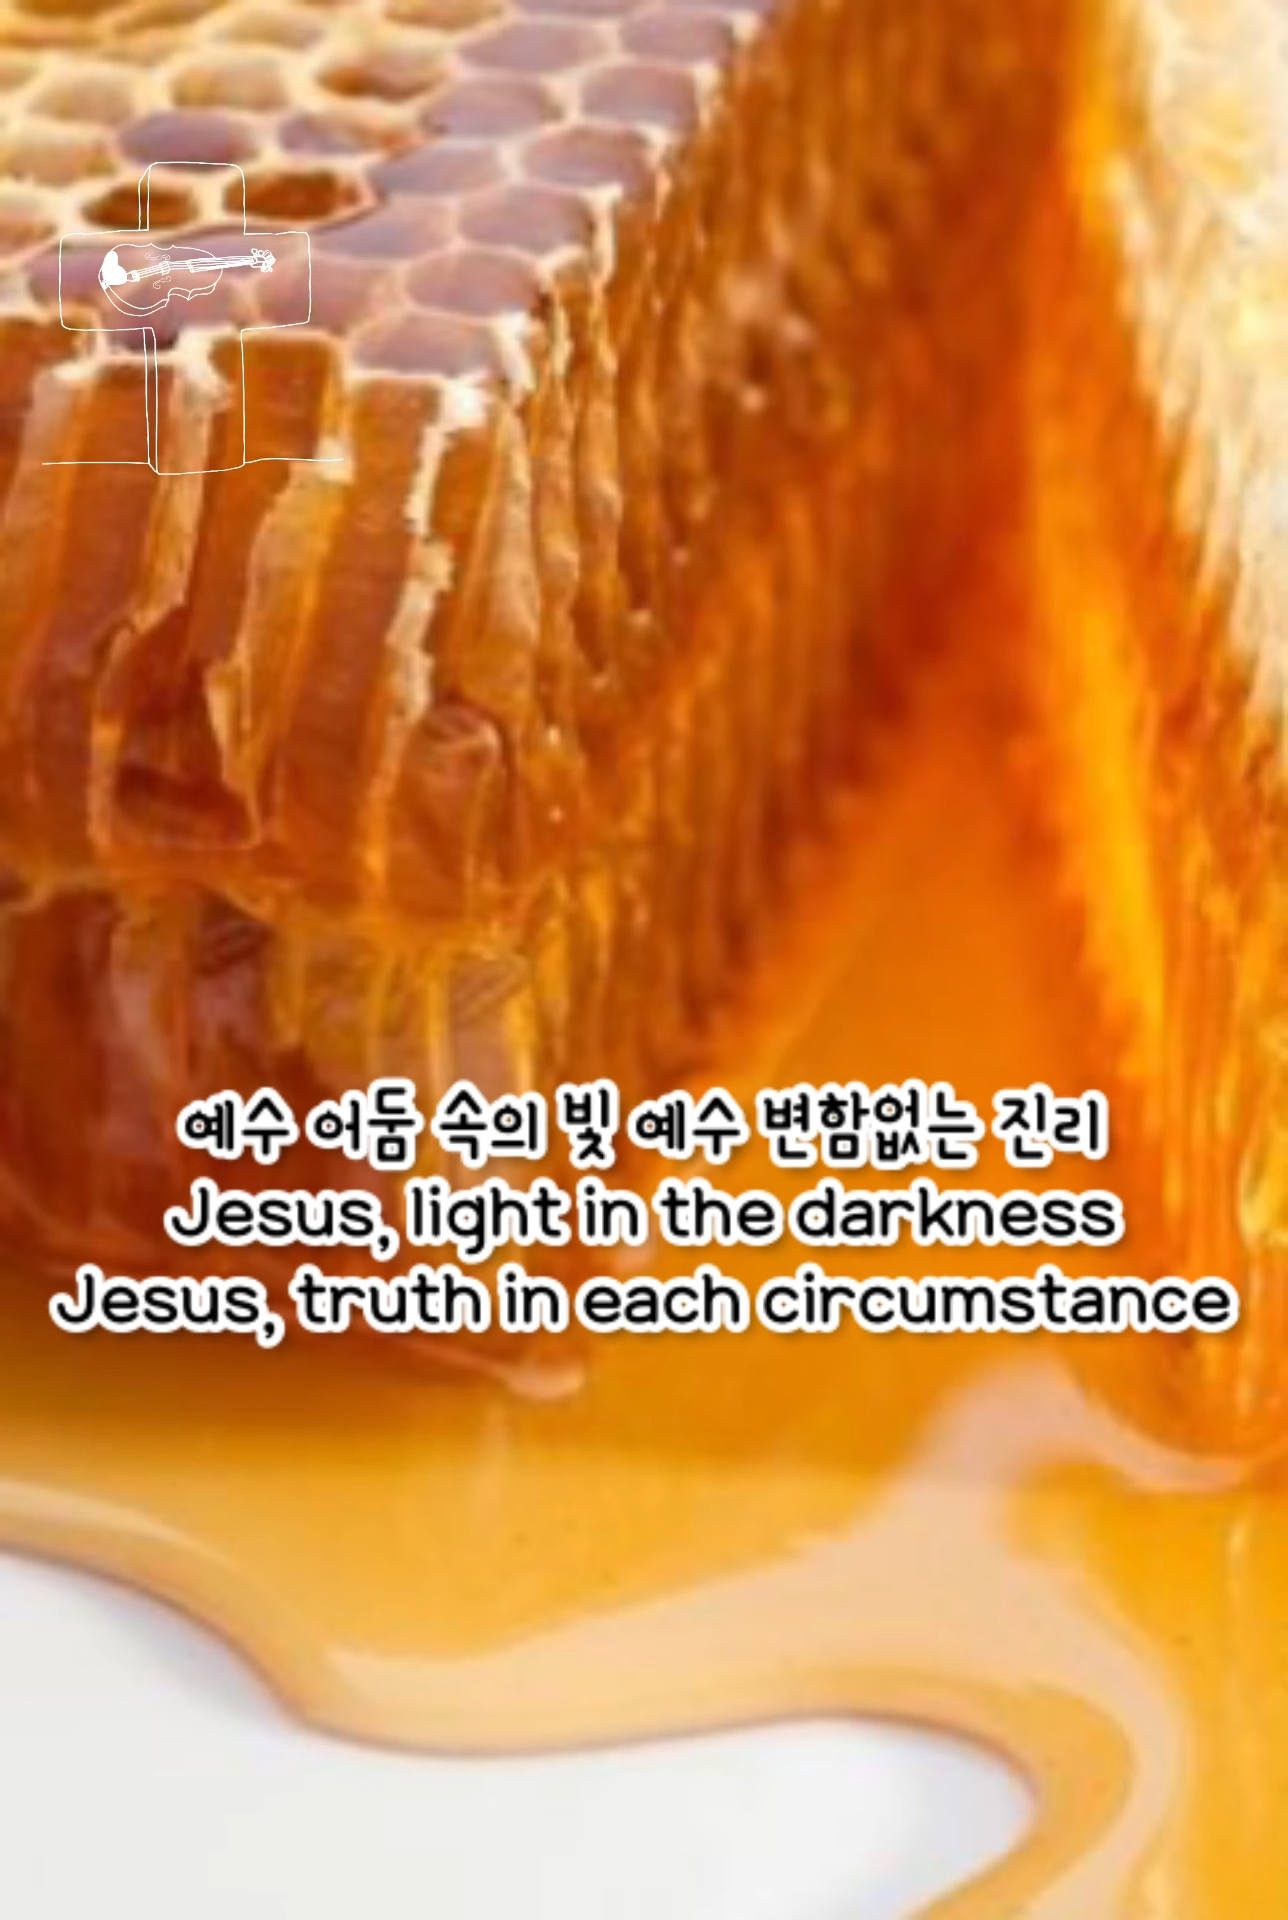 예수 어둠 속의 빛 예수 변함없는 진리
Jesus, light in the darkness
Jesus, truth in each circumstance